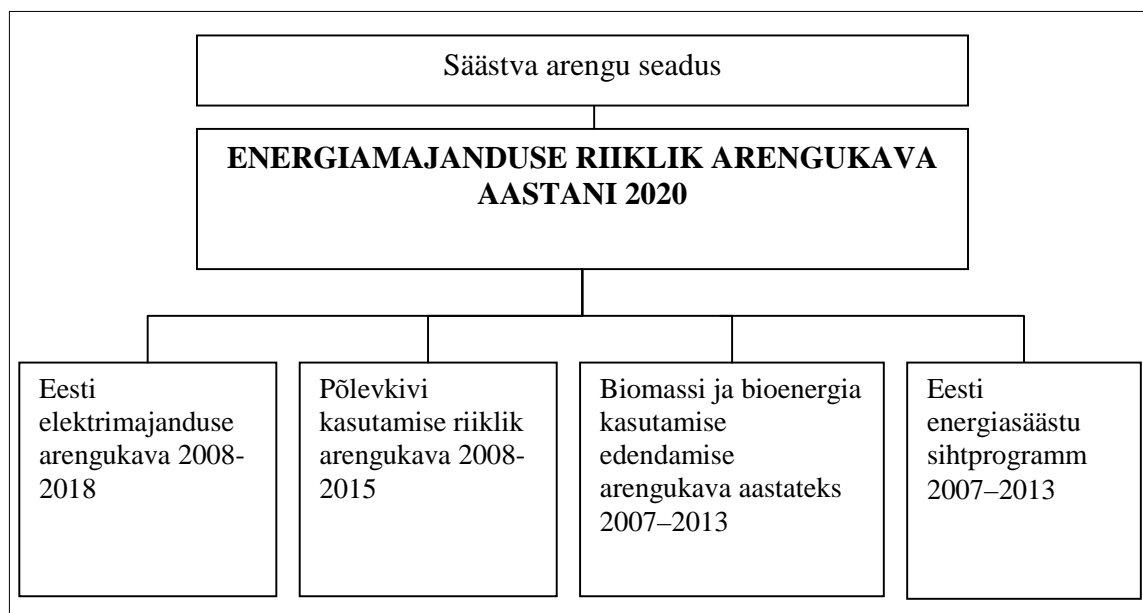 Säästva arengu seadus
ENERGIAMAJANDUSE RIIKLIK ARENGUKAVA
AASTANI 2020
Eesti
elektrimajanduse
arengukava 2008-
2018
Põlevkivi
kasutamise riiklik
arengukava 2008-
2015
Biomassi ja bioenergia
kasutamise
edendamise
arengukava aastateks
2007–2013
Eesti
energiasäästu
sihtprogramm
2007–2013